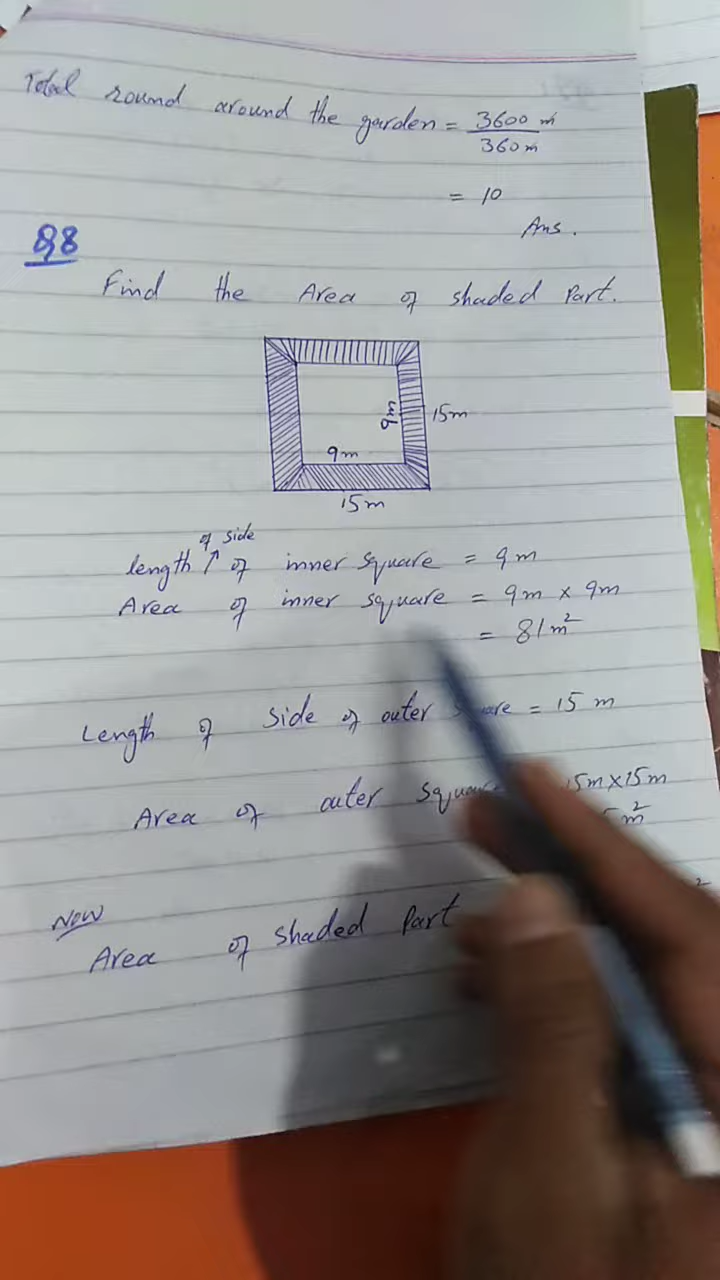 Total round around the garden = 3600 m
360 m
= 10
Ans.
Q8
Find the Area of shaded Part.
9m
15m
9m
15m
of side
length ↑ of inner square = 9m
Area of inner square = 9m × 9m
= 81m²
Length of side of outer = 15 m
Area of outer 15m×15m
m²
Now
Area of shaded Part